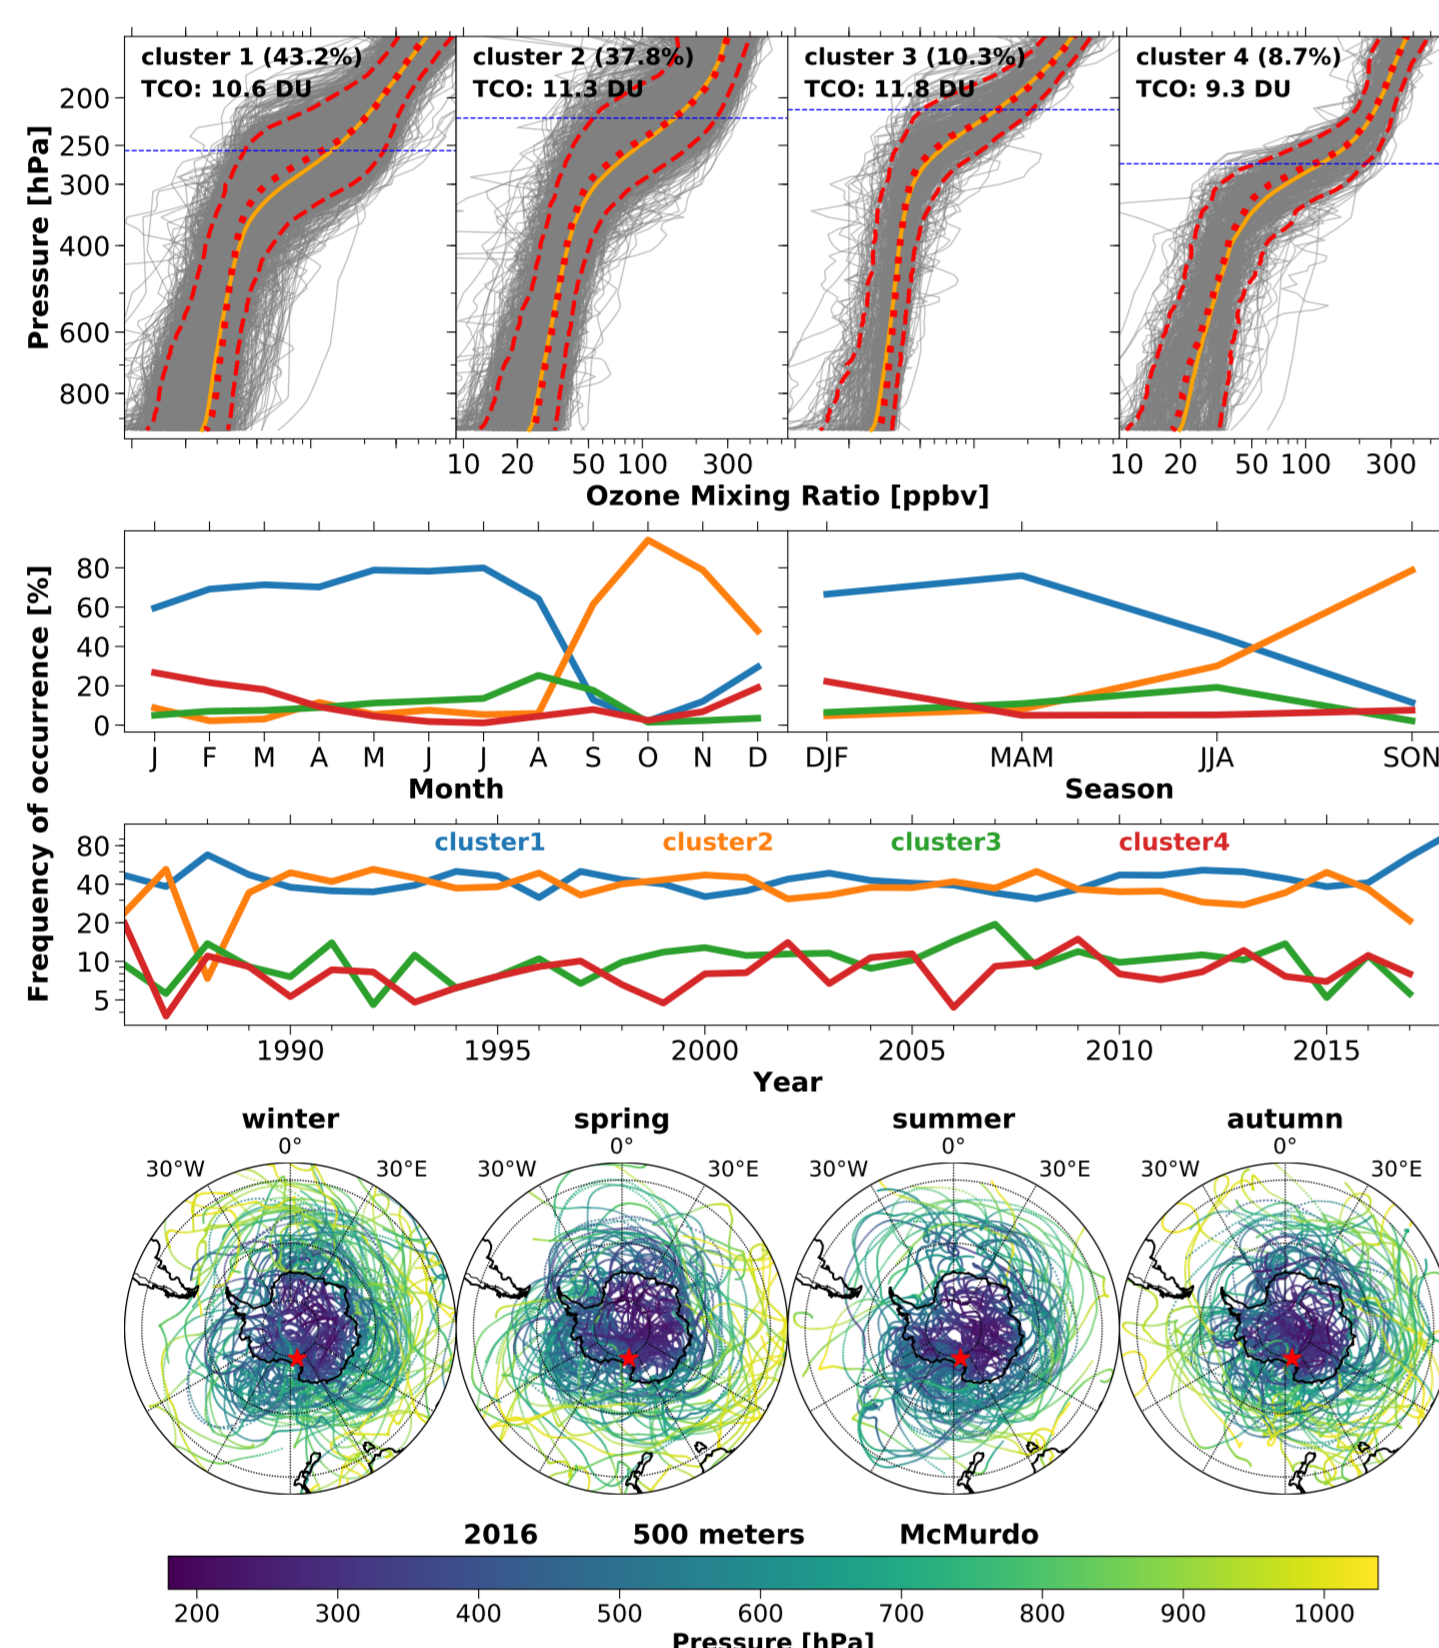 cluster 1 (43.2%)
TCO: 10.6 DU
cluster 2 (37.8%)
TCO: 11.3 DU
cluster 3 (10.3%)
TCO: 11.8 DU
cluster 4 (8.7%)
TCO: 9.3 DU
Pressure [hPa]
200
250
300
400
600
800
10 20 50 100 300
10 20 50 100 300
Ozone Mixing Ratio [ppbv]
Frequency of occurrence [%]
80
60
40
20
0
J F M A M J J A S O N D
DJF MAM JJA SON
Month
Season
cluster1 cluster2 cluster3 cluster4
80
40
20
10
5
1990 1995 2000 2005 2010 2015
Year
winter spring summer autumn
0° 0° 0° 0°
30°W 30°E 30°W 30°E 30°W 30°E 30°W 30°E
2016 500 meters McMurdo
200 300 400 500 600 700 800 900 1000
Pressure [hPa]